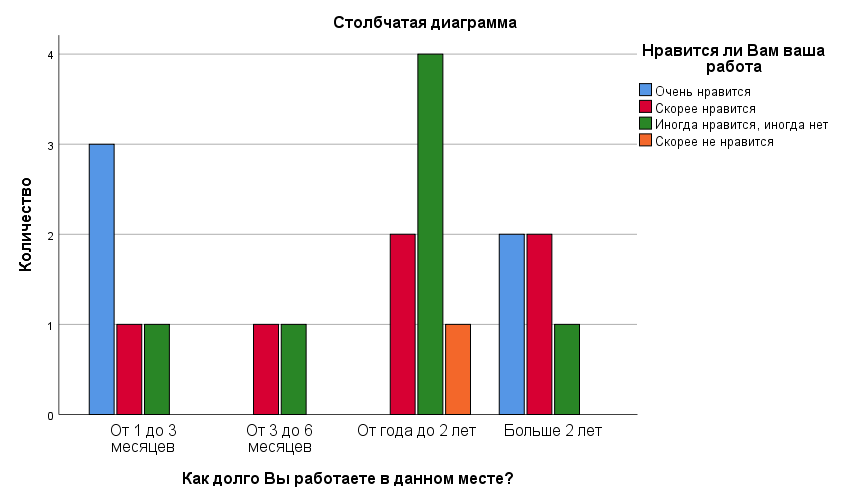 Столбчатая диаграмма
Нравится ли Вам ваша
работа
Очень нравится
Скорее нравится
Иногда нравится, иногда нет
Скорее не нравится
Количество
4
3
2
1
0
От 1 до 3
месяцев
От 3 до 6
месяцев
От года до 2 лет
Больше 2 лет
Как долго Вы работаете в данном месте?